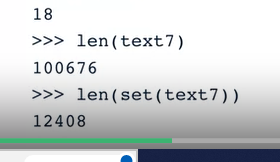 18
>>> len(text7)
100676
>>> len(set(text7))
12408